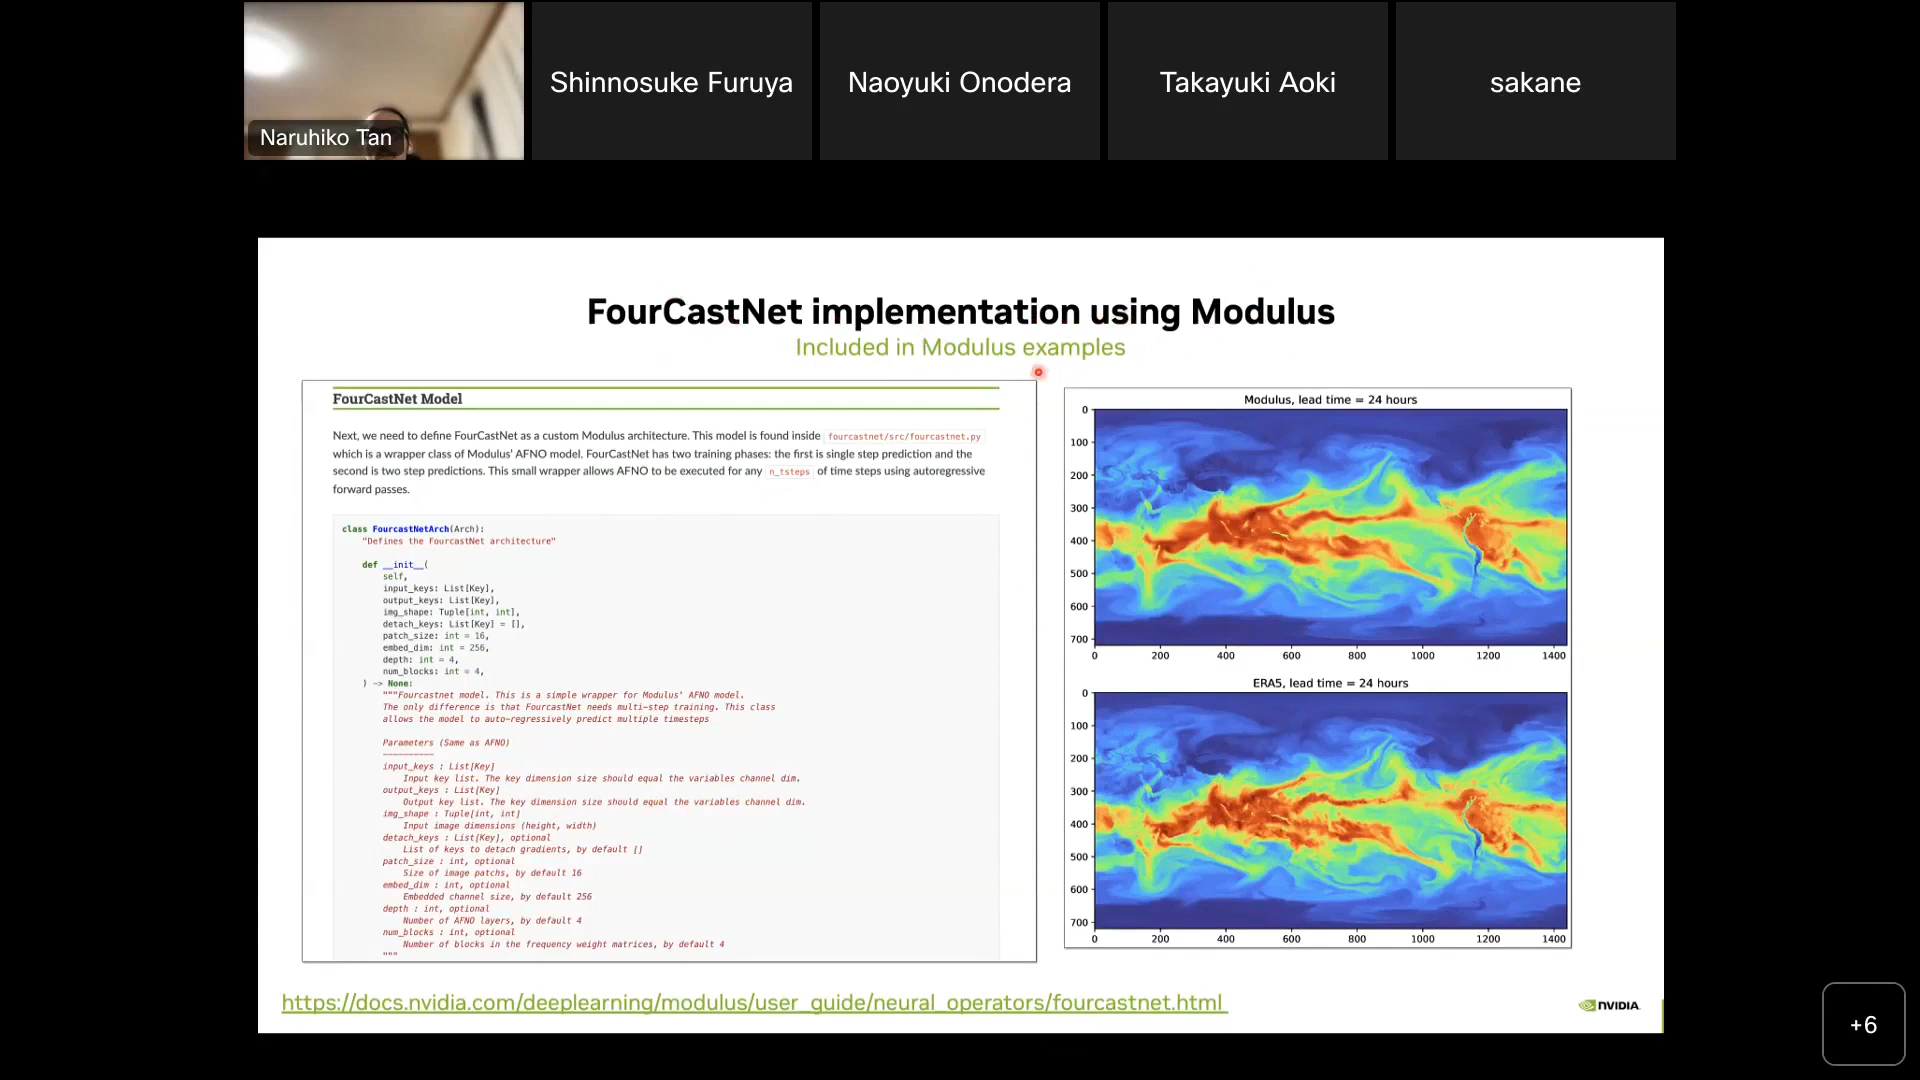 Naruhiko Tan
Shinnosuke Furuya
Naoyuki Onodera
Takayuki Aoki
sakane
FourCastNet implementation using Modulus
Included in Modulus examples
FourCastNet Model
Next, we need to define FourCastNet as a custom Modulus architecture. This model is found inside fourcastnet/src/fourcastnet.py
which is a wrapper class of Modulus' AFNO model. FourCastNet has two training phases: the first is single step prediction and the
second is two step predictions. This small wrapper allows AFNO to be executed for any n_tsteps of time steps using autoregressive
forward passes.
class FourcastNetArch(Arch):
"Defines the FourcastNet architecture"
def __init__(
self,
input_keys: List[Key],
output_keys: List[Key],
img_shape: Tuple[int, int],
detach_keys: List[Key] = [],
patch_size: int = 16,
embed_dim: int = 256,
depth: int = 4,
num_blocks: int = 4,
) -> None:
"""Fourcastnet model. This is a simple wrapper for Modulus' AFNO model.
The only difference is that FourcastNet needs multi-step training. This class
allows the model to auto-regressively predict multiple timesteps
Parameters (Same as AFNO)
----------
input_keys : List[Key]
Input key list. The key dimension size should equal the variables channel dim.
output_keys : List[Key]
Output key list. The key dimension size should equal the variables channel dim.
img_shape : Tuple[int, int]
Input image dimensions (height, width)
detach_keys : List[Key], optional
List of keys to detach gradients, by default []
patch_size : int, optional
Size of image patchs, by default 16
embed_dim : int, optional
Embedded channel size, by default 256
depth : int, optional
Number of AFNO layers, by default 4
num_blocks : int, optional
Number of blocks in the frequency weight matrices, by default 4
"""
Modulus, lead time = 24 hours
0
100
200
300
400
500
600
700
0 200 400 600 800 1000 1200 1400
ERA5, lead time = 24 hours
0
100
200
300
400
500
600
700
0 200 400 600 800 1000 1200 1400
https://docs.nvidia.com/deeplearning/modulus/user_guide/neural_operators/fourcastnet.html
NVIDIA
+6